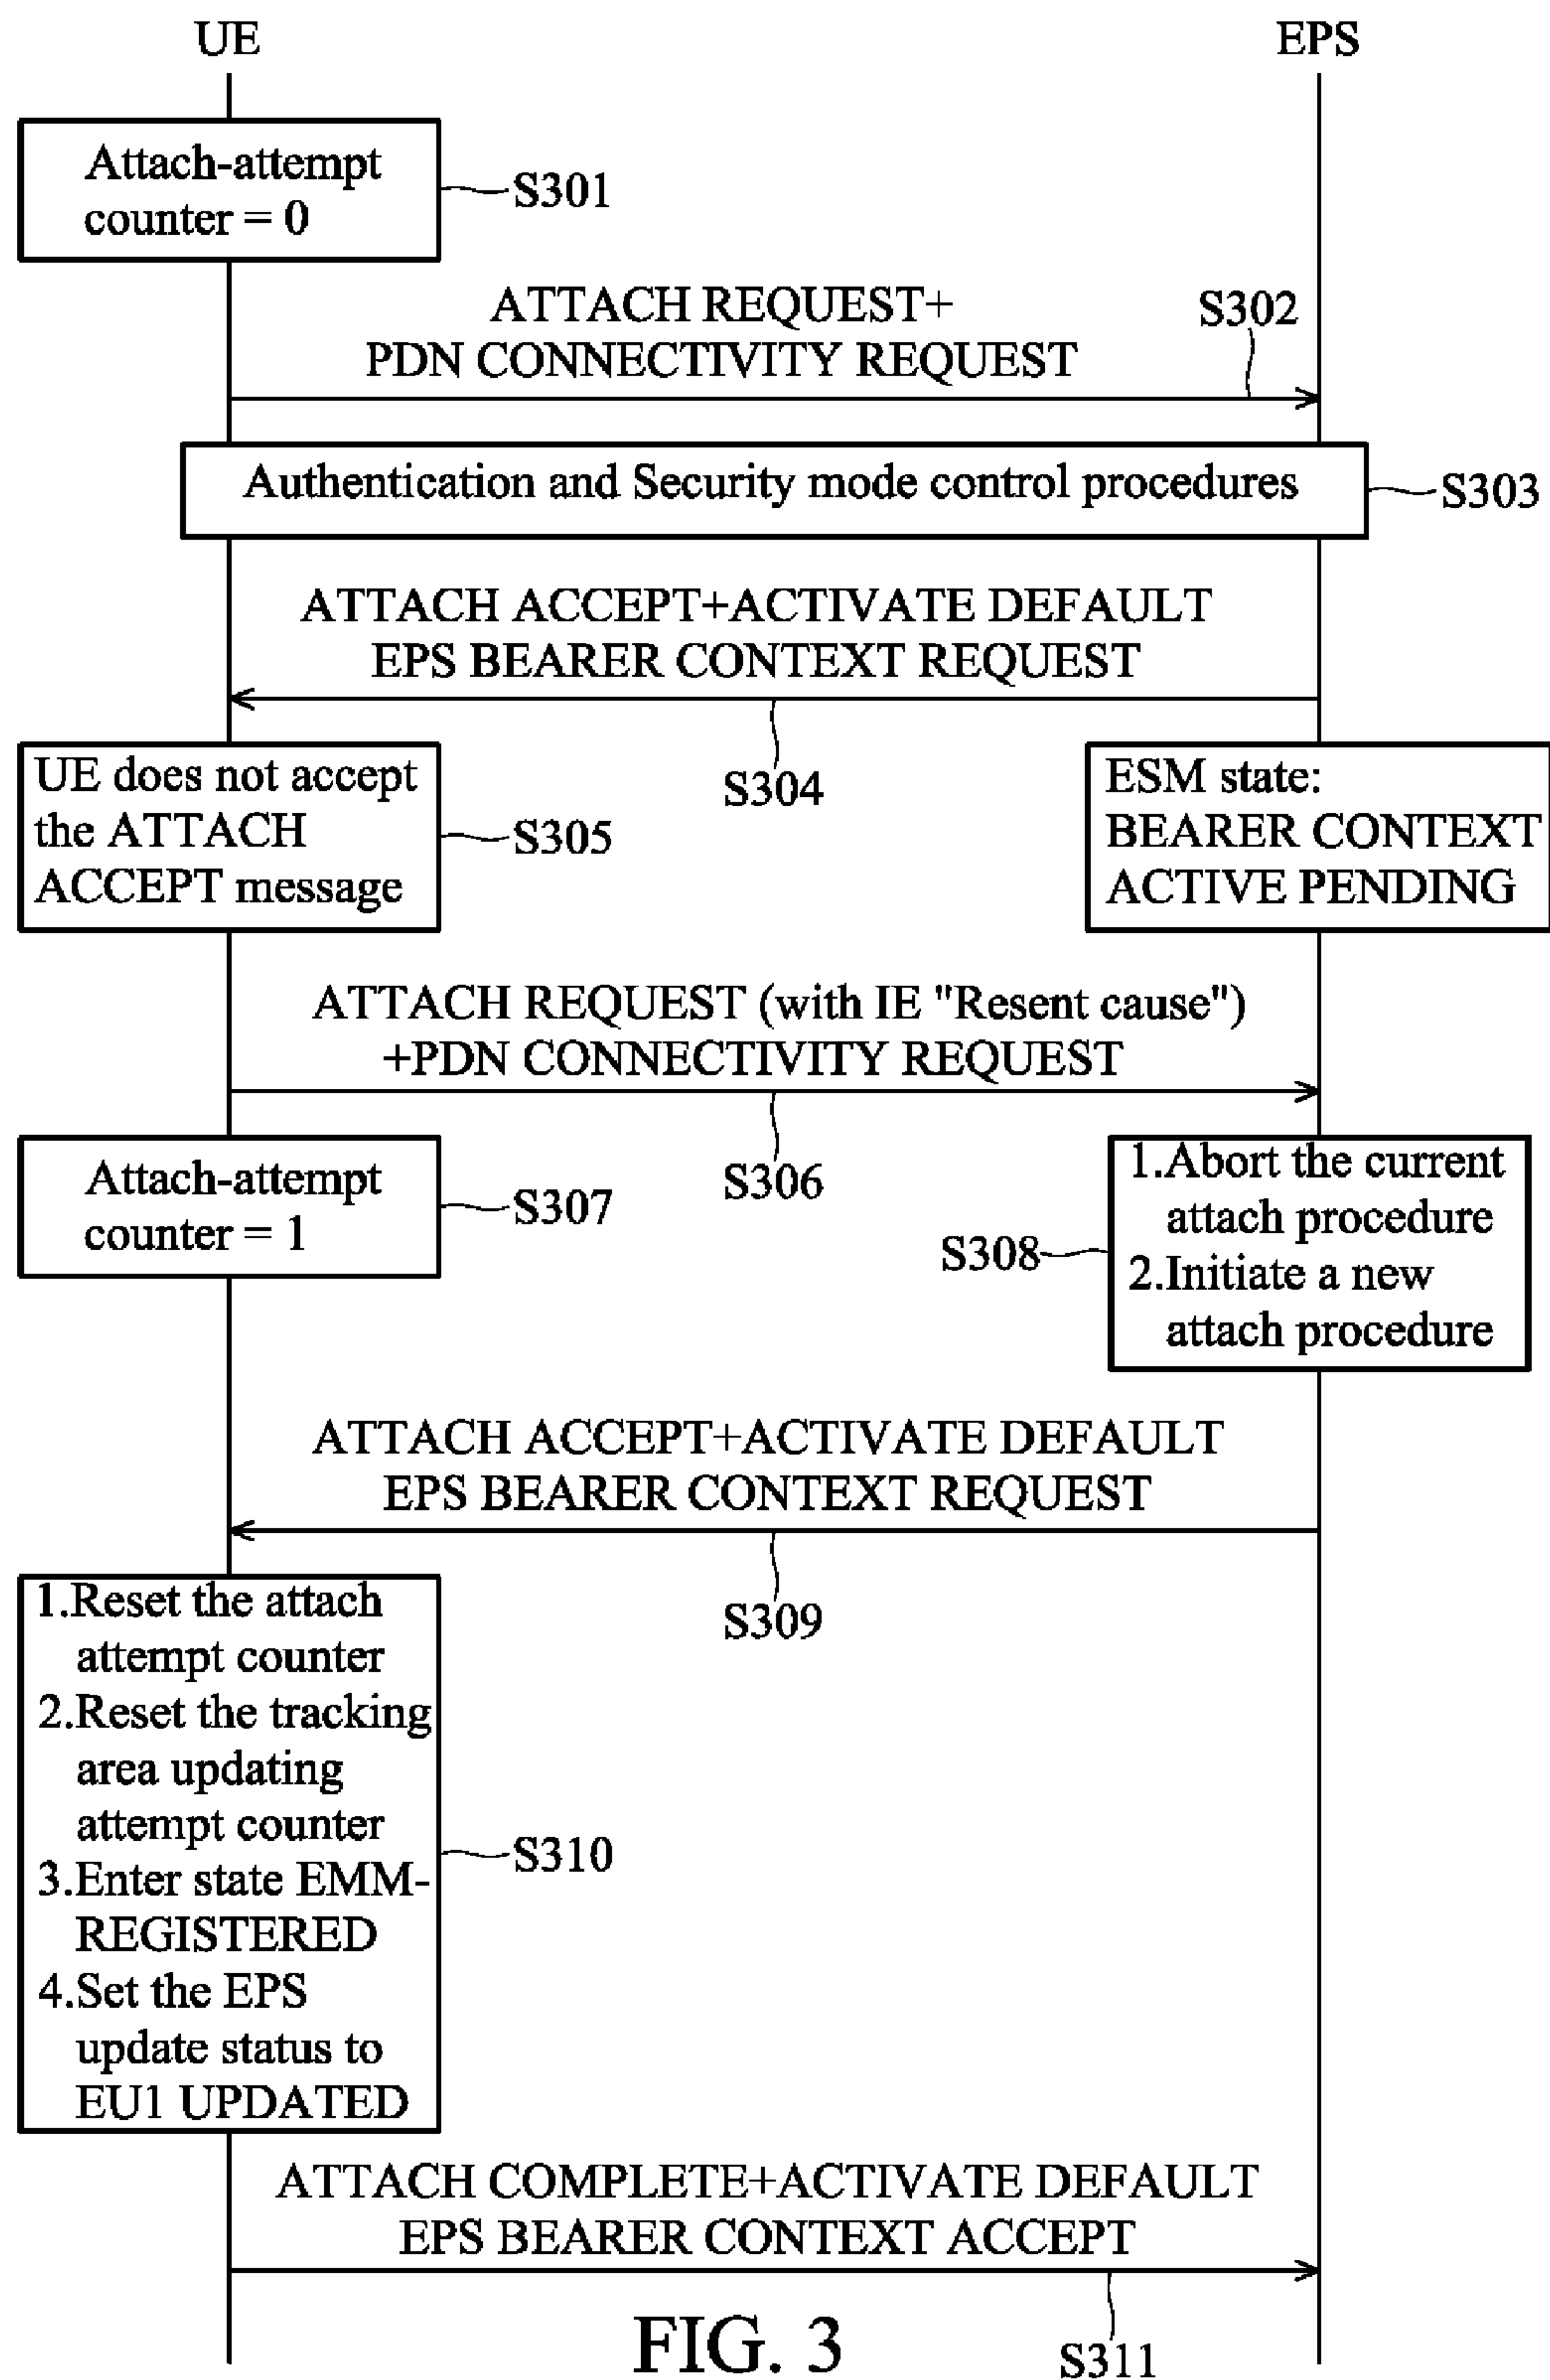 UE
EPS
Attach-attempt
counter = 0
S301
ATTACH REQUEST+
PDN CONNECTIVITY REQUEST
S302
Authentication and Security mode control procedures
S303
ATTACH ACCEPT+ACTIVATE DEFAULT
EPS BEARER CONTEXT REQUEST
S304
UE does not accept
the ATTACH
ACCEPT message
S305
ESM state:
BEARER CONTEXT
ACTIVE PENDING
ATTACH REQUEST (with IE "Resent cause")
+PDN CONNECTIVITY REQUEST
S306
Attach-attempt
counter = 1
S307
S308
1.Abort the current
attach procedure
2.Initiate a new
attach procedure
ATTACH ACCEPT+ACTIVATE DEFAULT
EPS BEARER CONTEXT REQUEST
S309
1.Reset the attach
attempt counter
2.Reset the tracking
area updating
attempt counter
3.Enter state EMM-
REGISTERED
4.Set the EPS
update status to
EU1 UPDATED
S310
ATTACH COMPLETE+ACTIVATE DEFAULT
EPS BEARER CONTEXT ACCEPT
S311
FIG. 3